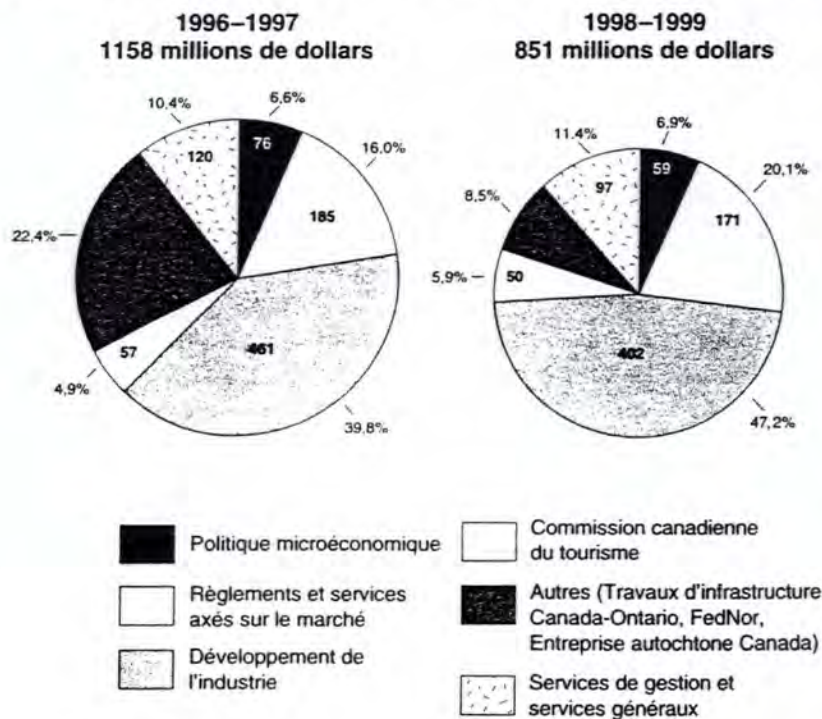 1996–1997
1158 millions de dollars
10,4%
6,6%
120
76
16,0%
185
22,4%
57
461
4,9%
39,8%
1998–1999
851 millions de dollars
11.4%
6,9%
97
59
20,1%
171
8,5%
5,9%
50
402
47,2%
Politique microéconomique
Règlements et services
axés sur le marché
Développement de
l'industrie
Commission canadienne
du tourisme
Autres (Travaux d'infrastructure
Canada-Ontario, FedNor,
Entreprise autochtone Canada)
Services de gestion et
services généraux